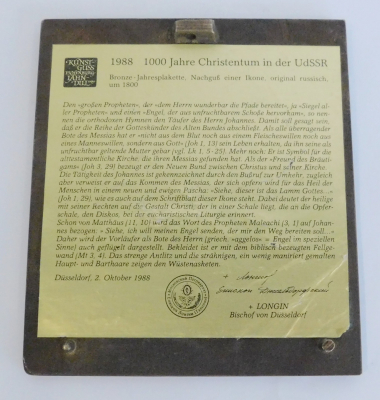 KUNST
GUSS
1988 1000 Jahre Christentum in der UdSSR
Bronze-Jahresplakette, Nachguß einer Ikone, original russisch,
um 1800
Den «großen Propheten», der «dem Herrn wunderbar die Pfade bereitet», ja «Siegel al-
ler Propheten» und einen «Engel, der aus unfruchtbarem Schoße hervorkam», so nen-
nen die orthodoxen Hymnen den Täufer des Herrn Johannes. Damit soll gesagt sein,
daß er die Reihe der Gottkünder des Alten Bundes abschließt. Als alle überragender
Bote des Messias hat er «nicht aus dem Blut noch aus einem Fleischeswillen noch aus
eines Manneswillen, sondern aus Gott» (Joh 1, 13) sein Leben erhalten, da ihn seine als
unfruchtbar geltende Mutter gebar (vgl. Lk 1, 5-25). Mehr noch: Er ist Symbol für die
alttestamentliche Kirche, die ihren Messias gefunden hat. Als der «Freund des Bräuti-
gams» (Joh 3, 29) bezeugt er den Neuen Bund zwischen Christus und seiner Kirche.
Die Tätigkeit des Johannes ist gekennzeichnet durch den Bußruf zur Umkehr, zugleich
aber verweist er auf das Kommen des Messias, der sich opfern wird für das Heil der
Menschen in einem neuen und ewigen Pascha: «Siehe, dieser ist das Lamm Gottes...»
(Joh 1, 29), wie es auch auf dem Schriftblatt dieser Ikone steht. Dabei deutet der heilige
mit seiner Rechten auf die Gestalt Christi, der in einer Schale liegt, die an die Opfer-
schale, den Diskos, bei der eucharistischen Liturgie erinnert.
Schon von Matthäus (11, 10) wird das Wort des Propheten Maleachi (3, 1) auf Johan-
nes bezogen: «Siehe, ich will meinen Engel senden, der mir den Weg bereiten soll...»
Daher wird der Vorläufer als Bote des Herrn (griech. «aggelos» = Engel im speziellen
Sinne) auch geflügelt dargestellt. Bekleidet ist er mit dem biblisch bezeugten Fellge-
wand (Mt 3, 4). Das strenge Antlitz und die strähnigen, ein wenig manieriert gemalten
Haupt- und Barthaare zeigen den Wüstenasketen.
Düsseldorf, 2. Oktober 1988
+ LONGIN
Bischof von Düsseldorf